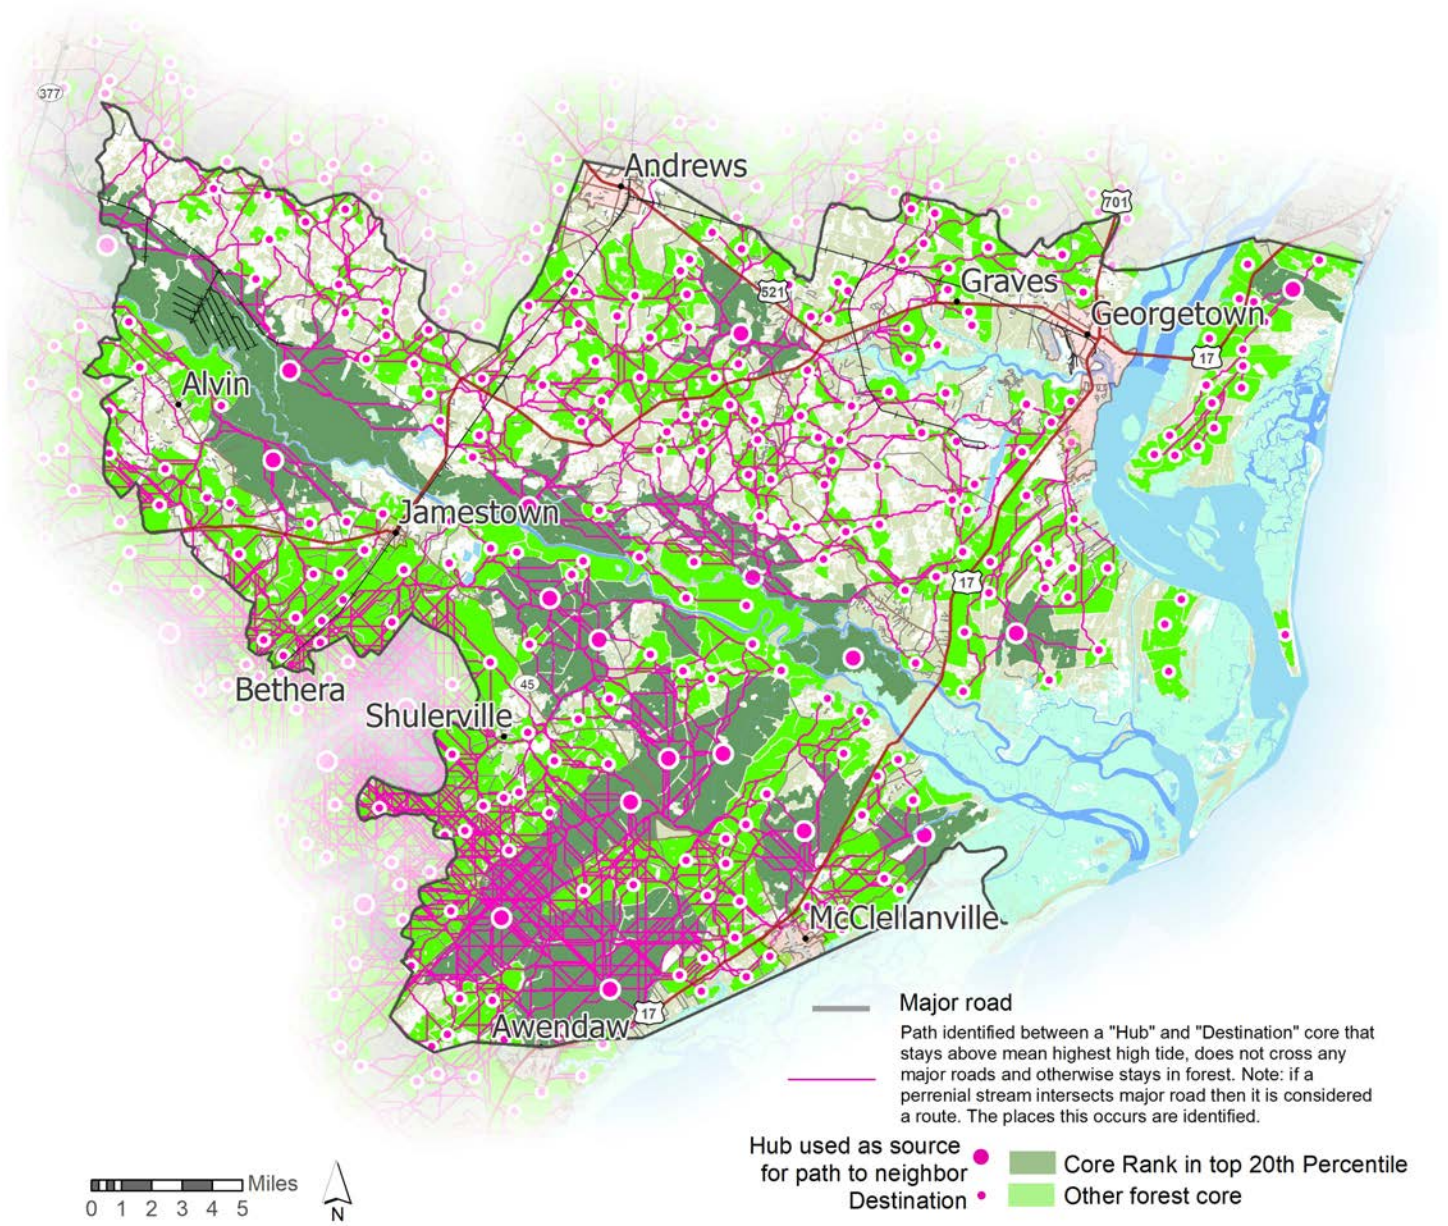 377
Andrews
701
521
Graves
Georgetown
17
Alvin
Jamestown
17
Bethera
45
Shulerville
McClellanville
17
Awendaw
Major road
Path identified between a "Hub" and "Destination" core that
stays above mean highest high tide, does not cross any
major roads and otherwise stays in forest. Note: if a
perrenial stream intersects major road then it is considered
a route. The places this occurs are identified.
Hub used as source
for path to neighbor
Destination
Core Rank in top 20th Percentile
Other forest core
Miles
0 1 2 3 4 5
N